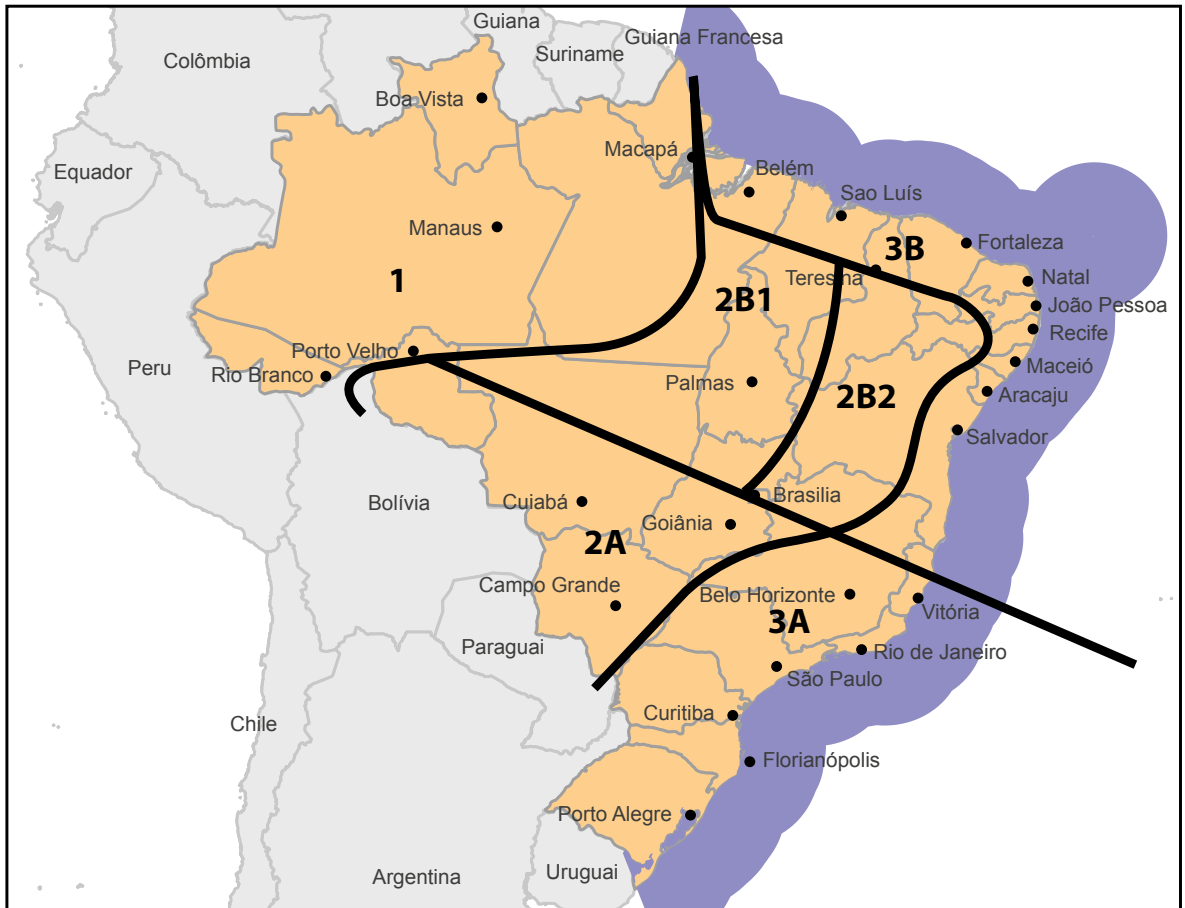 Guiana
Guiana Francesa
Suriname
Colômbia
Boa Vista
Macapá
Belém
Equador
Sao Luís
Manaus
Fortaleza
3B
1
Teresina
Natal
2B1
João Pessoa
Recife
Porto Velho
Maceió
Peru
Rio Branco
Palmas
2B2
Aracaju
Salvador
Bolívia
Cuiabá
Brasilia
Goiânia
2A
Campo Grande
Belo Horizonte
Vitória
3A
Paraguai
Rio de Janeiro
São Paulo
Curitiba
Chile
Florianópolis
Porto Alegre
Argentina
Uruguai